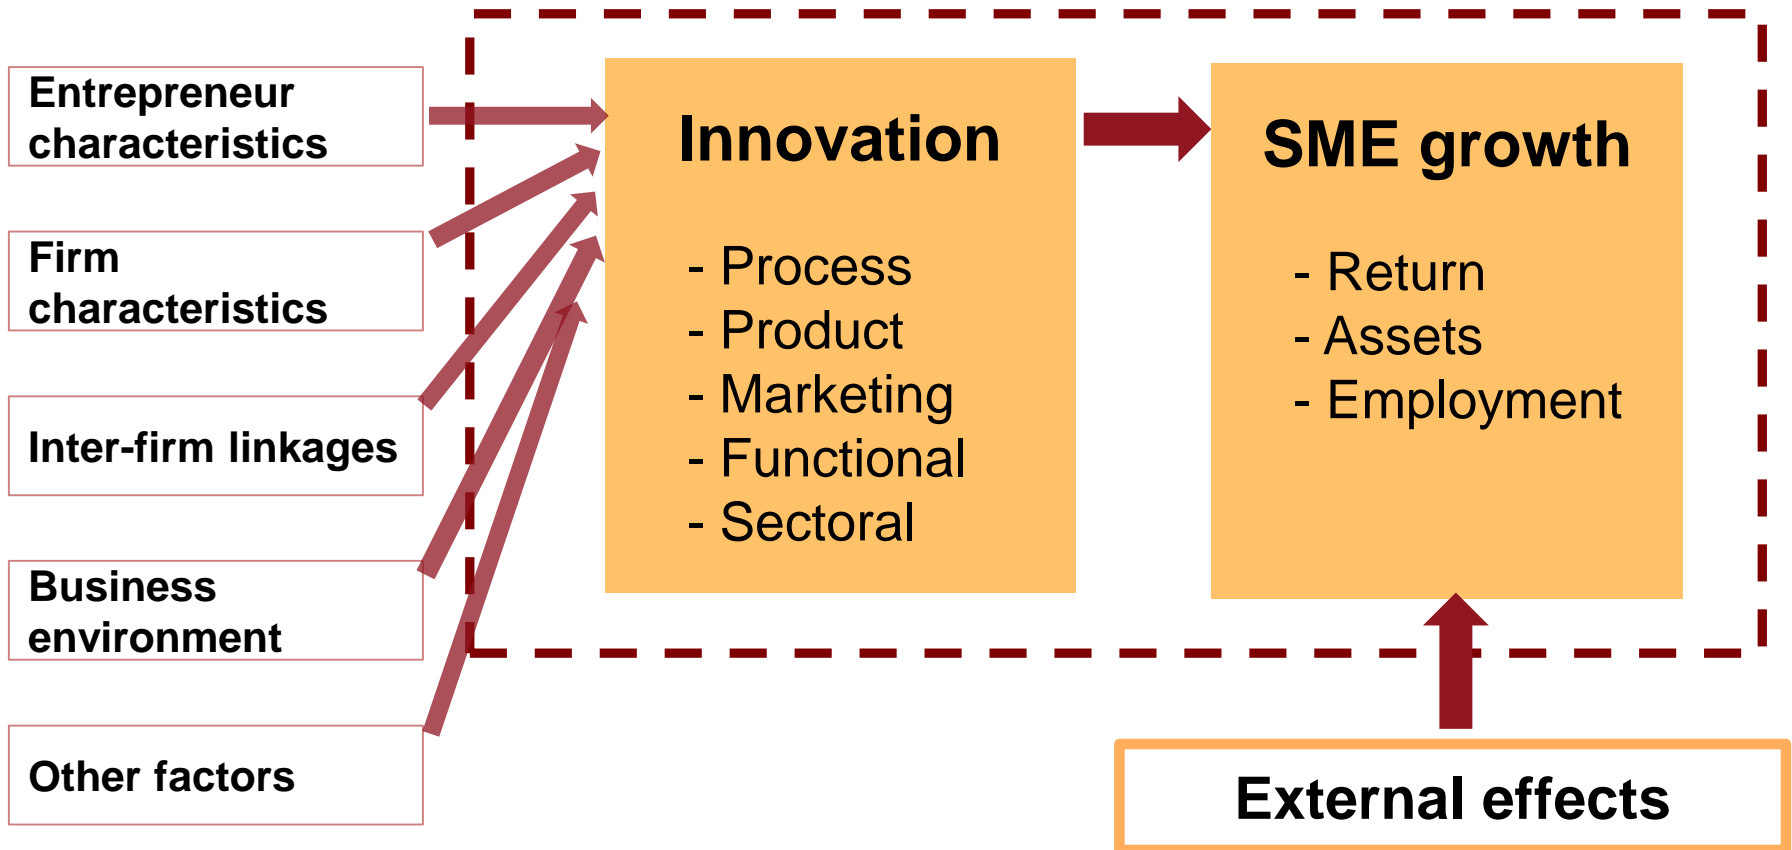 Entrepreneur
characteristics
Firm
characteristics
Inter-firm linkages
Business
environment
Other factors
Innovation
- Process
- Product
- Marketing
- Functional
- Sectoral
SME growth
- Return
- Assets
- Employment
External effects